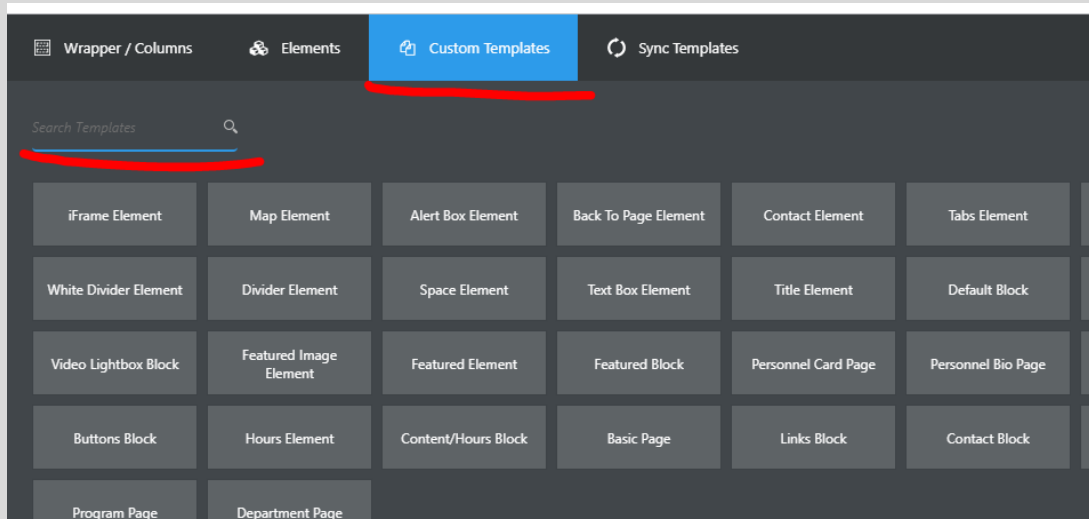 Wrapper / Columns
Elements
Custom Templates
Sync Templates
Search Templates
iFrame Element
Map Element
Alert Box Element
Back To Page Element
Contact Element
Tabs Element
White Divider Element
Divider Element
Space Element
Text Box Element
Title Element
Default Block
Video Lightbox Block
Featured Image
Element
Featured Element
Featured Block
Personnel Card Page
Personnel Bio Page
Buttons Block
Hours Element
Content/Hours Block
Basic Page
Links Block
Contact Block
Program Page
Department Page